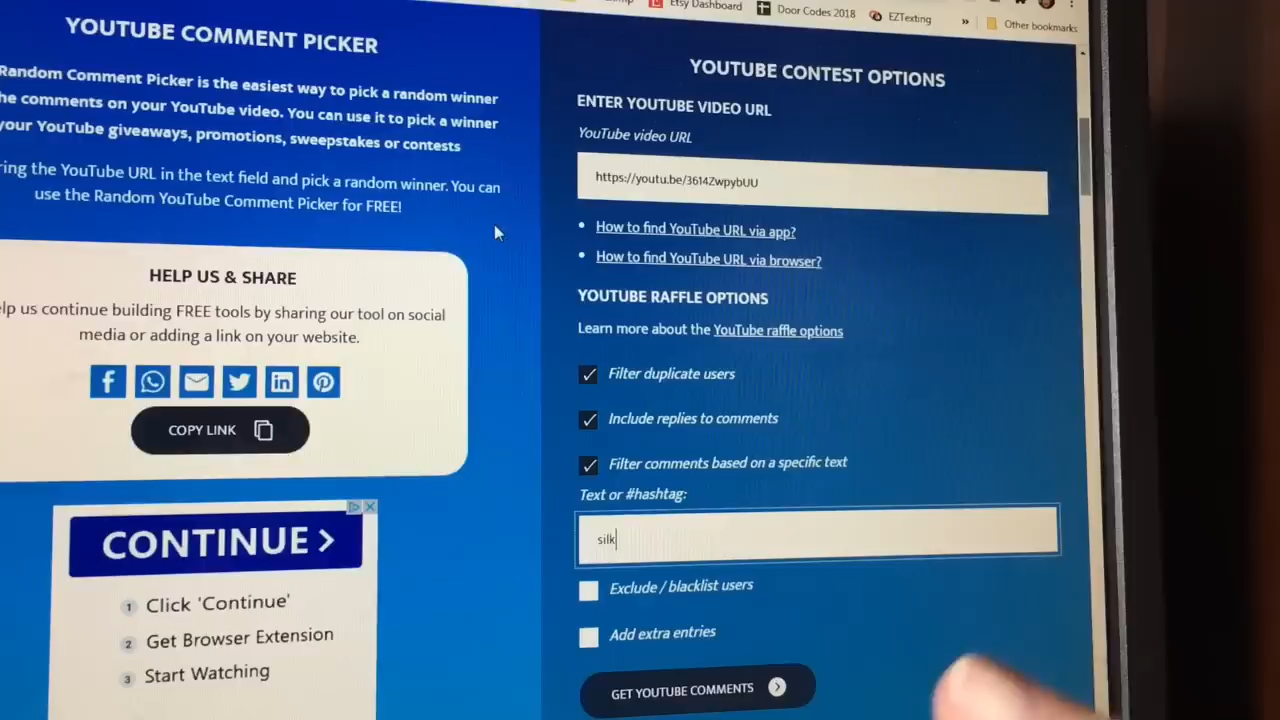 Etsy Dashboard
Door Codes 2018
EZTexting
»
Other bookmarks
YOUTUBE COMMENT PICKER
Random Comment Picker is the easiest way to pick a random winner
the comments on your YouTube video. You can use it to pick a winner
your YouTube giveaways, promotions, sweepstakes or contests
the YouTube URL in the text field and pick a random winner. You can
use the Random YouTube Comment Picker for FREE!
HELP US & SHARE
us continue building FREE tools by sharing our tool on social
media or adding a link on your website.
COPY LINK
CONTINUE >
1 Click 'Continue'
2 Get Browser Extension
3 Start Watching
YOUTUBE CONTEST OPTIONS
ENTER YOUTUBE VIDEO URL
YouTube video URL
https://youtu.be/3614ZwpybUU
• How to find YouTube URL via app?
• How to find YouTube URL via browser?
YOUTUBE RAFFLE OPTIONS
Learn more about the YouTube raffle options
Filter duplicate users
Include replies to comments
Filter comments based on a specific text
Text or #hashtag:
silk
Exclude / blacklist users
Add extra entries
GET YOUTUBE COMMENTS